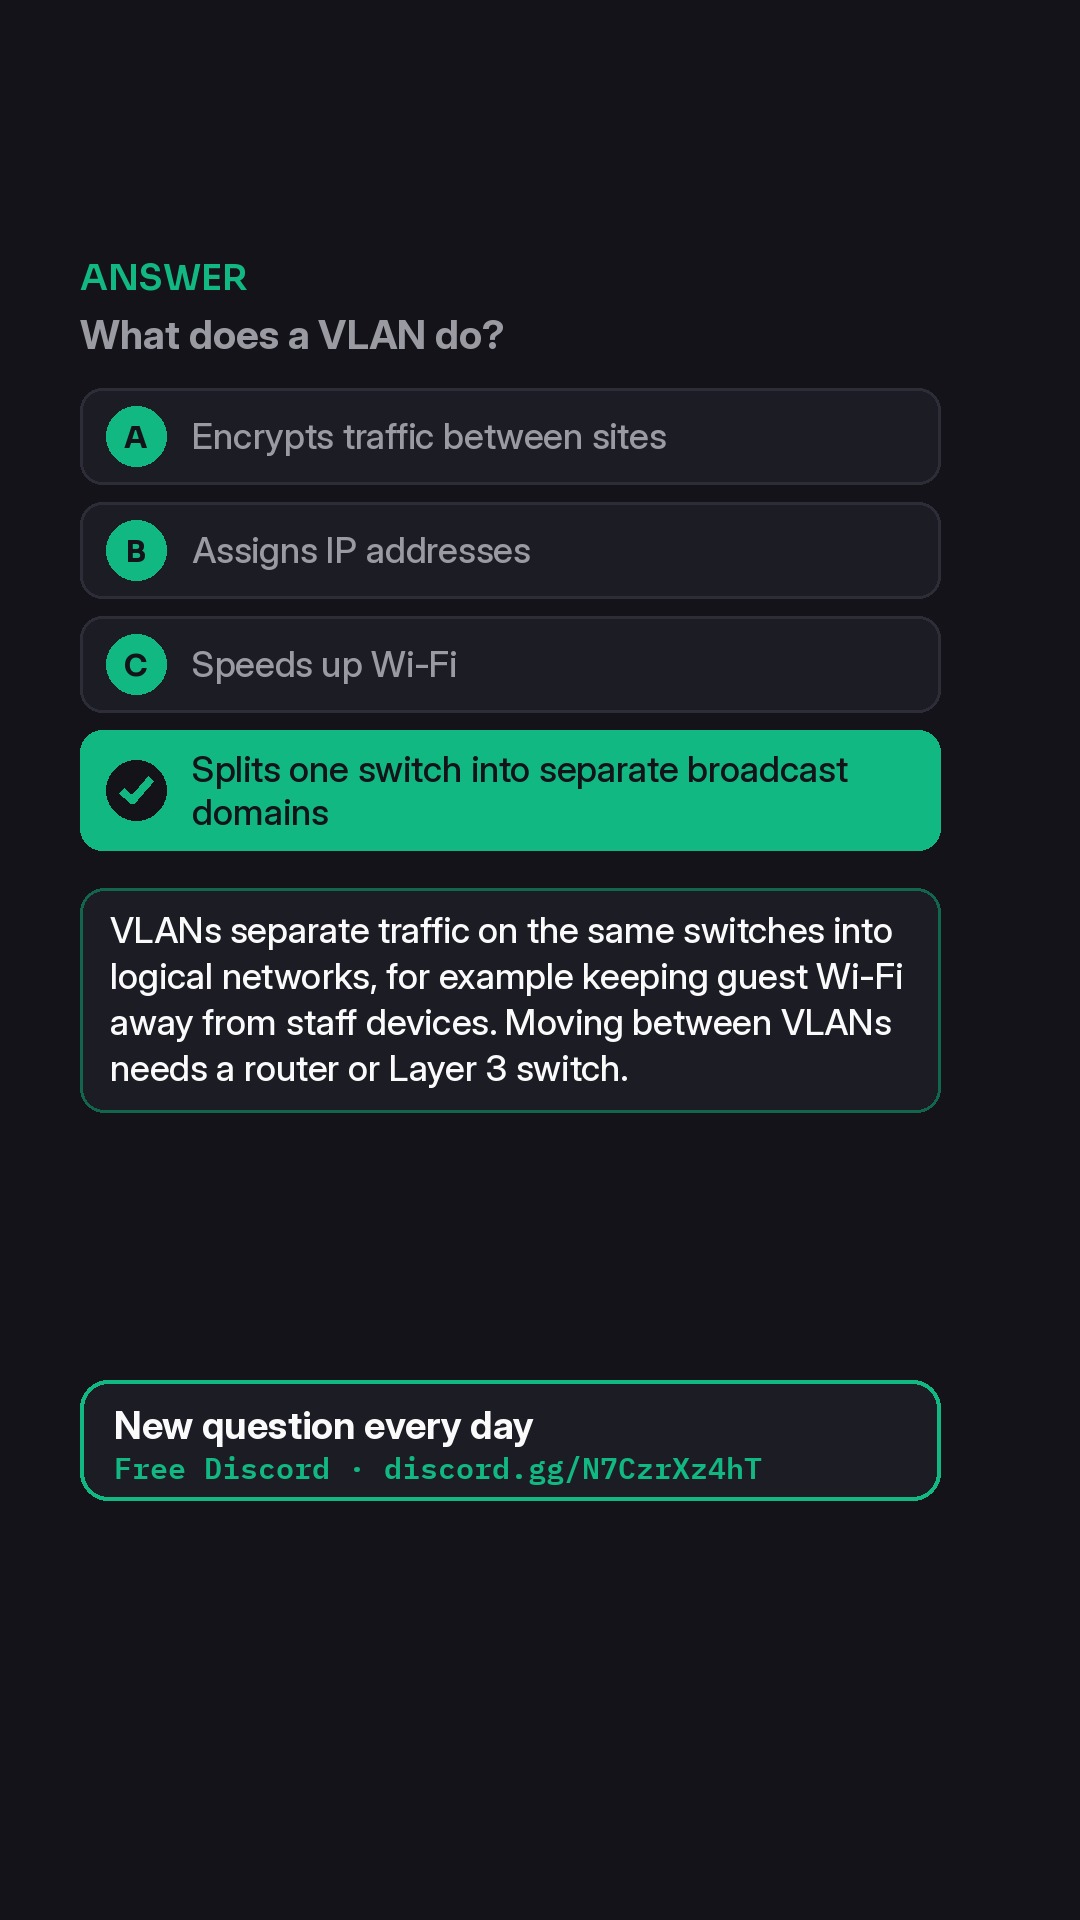 ANSWER
What does a VLAN do?
A Encrypts traffic between sites
B Assigns IP addresses
C Speeds up Wi-Fi
Splits one switch into separate broadcast
domains
VLANs separate traffic on the same switches into
logical networks, for example keeping guest Wi-Fi
away from staff devices. Moving between VLANs
needs a router or Layer 3 switch.
New question every day
Free Discord · discord.gg/N7CzrXz4hT